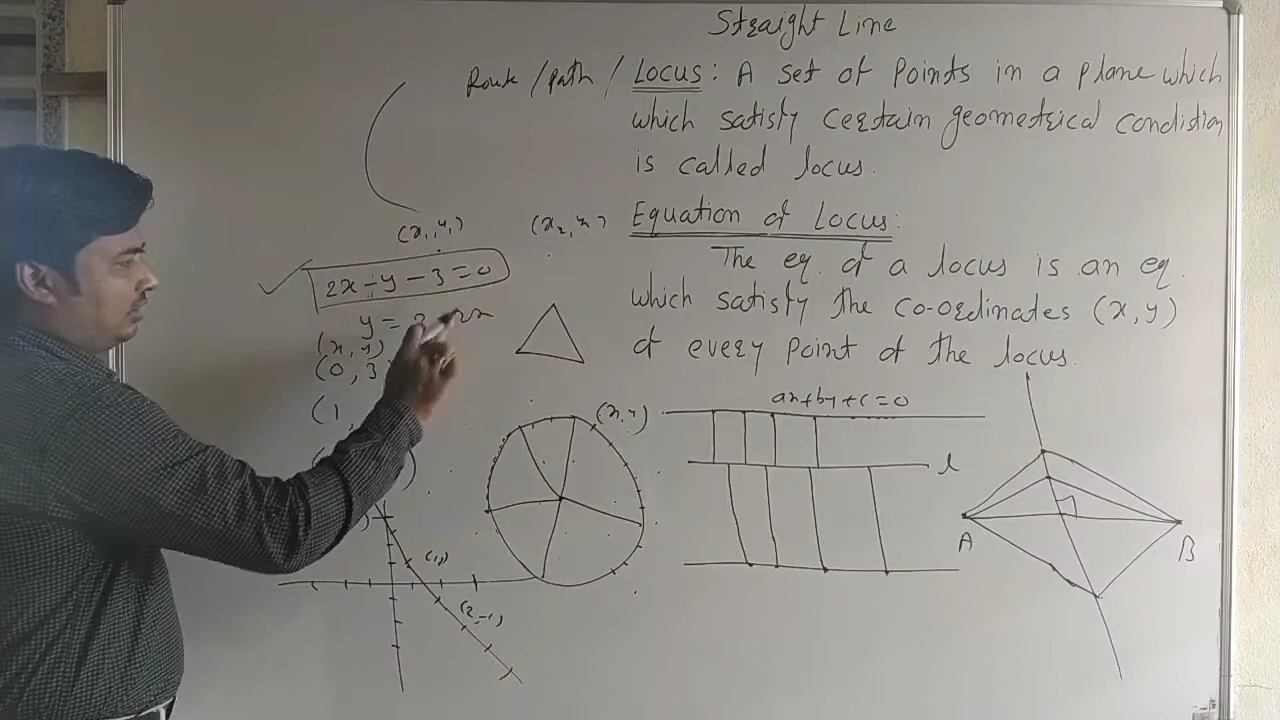 Straight Line
Route / Path / Locus : A set of Points in a plane which
which satisfy certain geometrical condition
is called locus.
(x₁, y₁)
(x₂, y₂) Equation of Locus:
The eq. of a locus is an eq.
2x - y - 3 = 0
which satisfy the co-ordinates (x, y)
y = 3
(x, y)
of every point of the locus.
(0, 3
ax+by+c=0
(1
(x, y)
l
A
B
(1,1)
(2,-1)